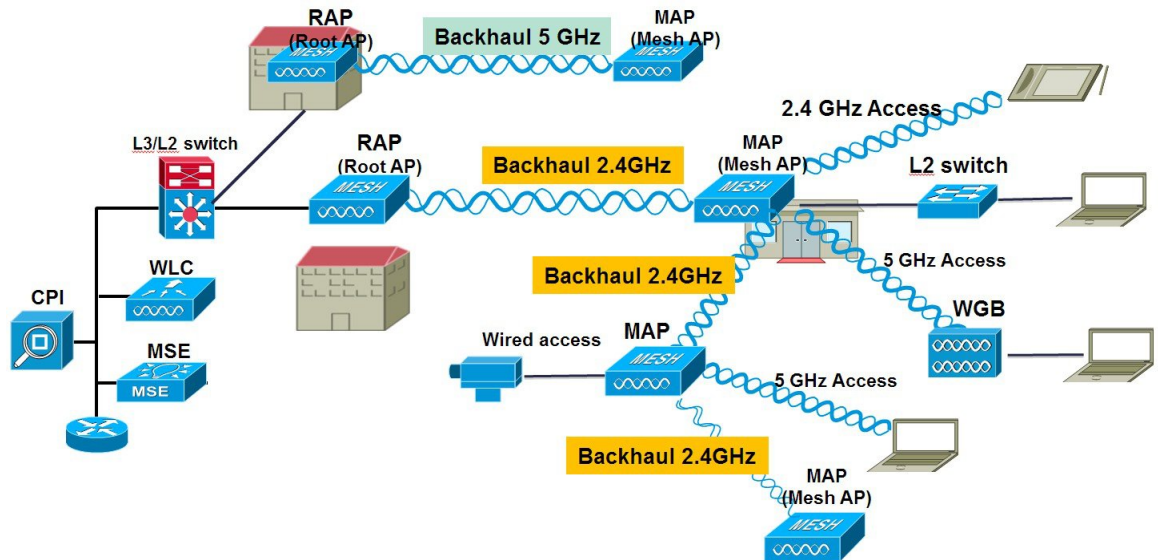 RAP
(Root AP)
MESH
Backhaul 5 GHz
MAP
(Mesh AP)
MESH
2.4 GHz Access
L3/L2 switch
RAP
(Root AP)
MESH
Backhaul 2.4GHz
MAP
(Mesh AP)
MESH
L2 switch
WLC
Backhaul 2.4GHz
5 GHz Access
CPI
WGB
MSE
MSE
Wired access
MAP
MESH
5 GHz Access
Backhaul 2.4GHz
MAP
(Mesh AP)
MESH